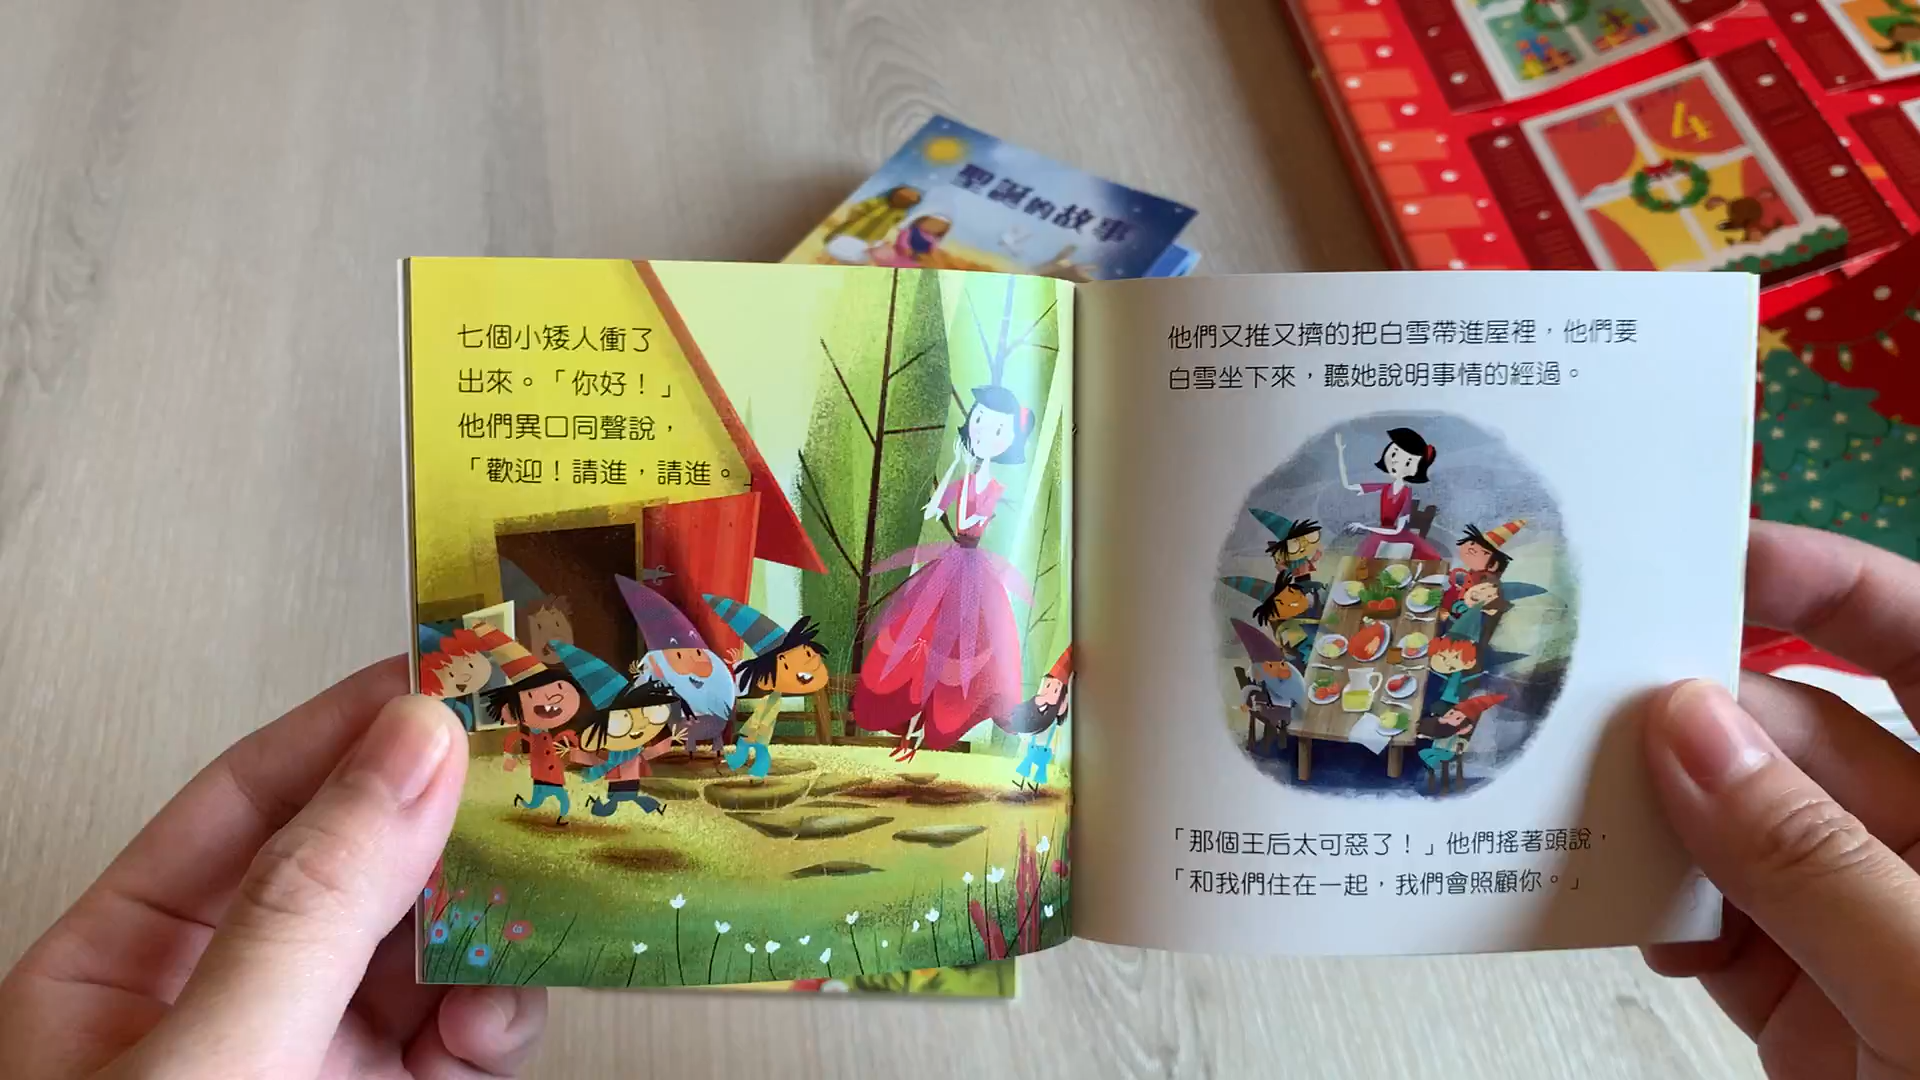 聖誕的故事
七個小矮人衝了
出來。「你好！」
他們異口同聲說，
「歡迎！請進，請進。」
他們又推又擠的把白雪帶進屋裡，他們要
白雪坐下來，聽她說明事情的經過。
「那個王后太可惡了！」他們搖著頭說，
「和我們住在一起，我們會照顧你。」